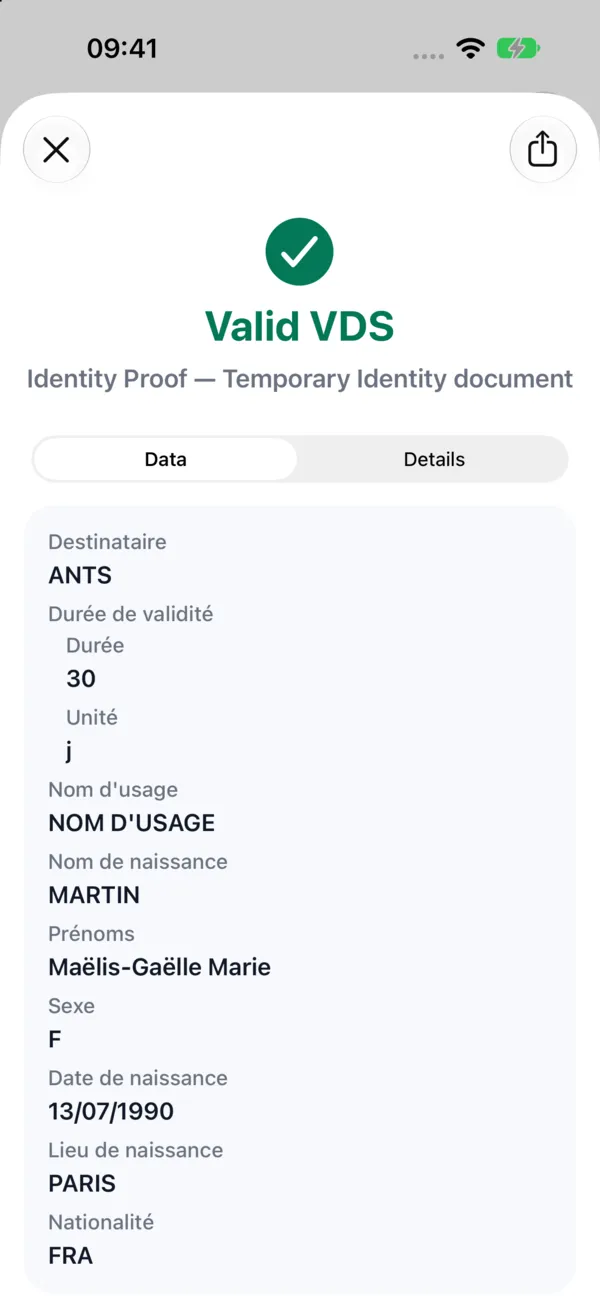 09:41
Valid VDS
Identity Proof — Temporary Identity document
Data Details
Destinataire
ANTS
Durée de validité
Durée
30
Unité
j
Nom d'usage
NOM D'USAGE
Nom de naissance
MARTIN
Prénoms
Maëlis-Gaëlle Marie
Sexe
F
Date de naissance
13/07/1990
Lieu de naissance
PARIS
Nationalité
FRA